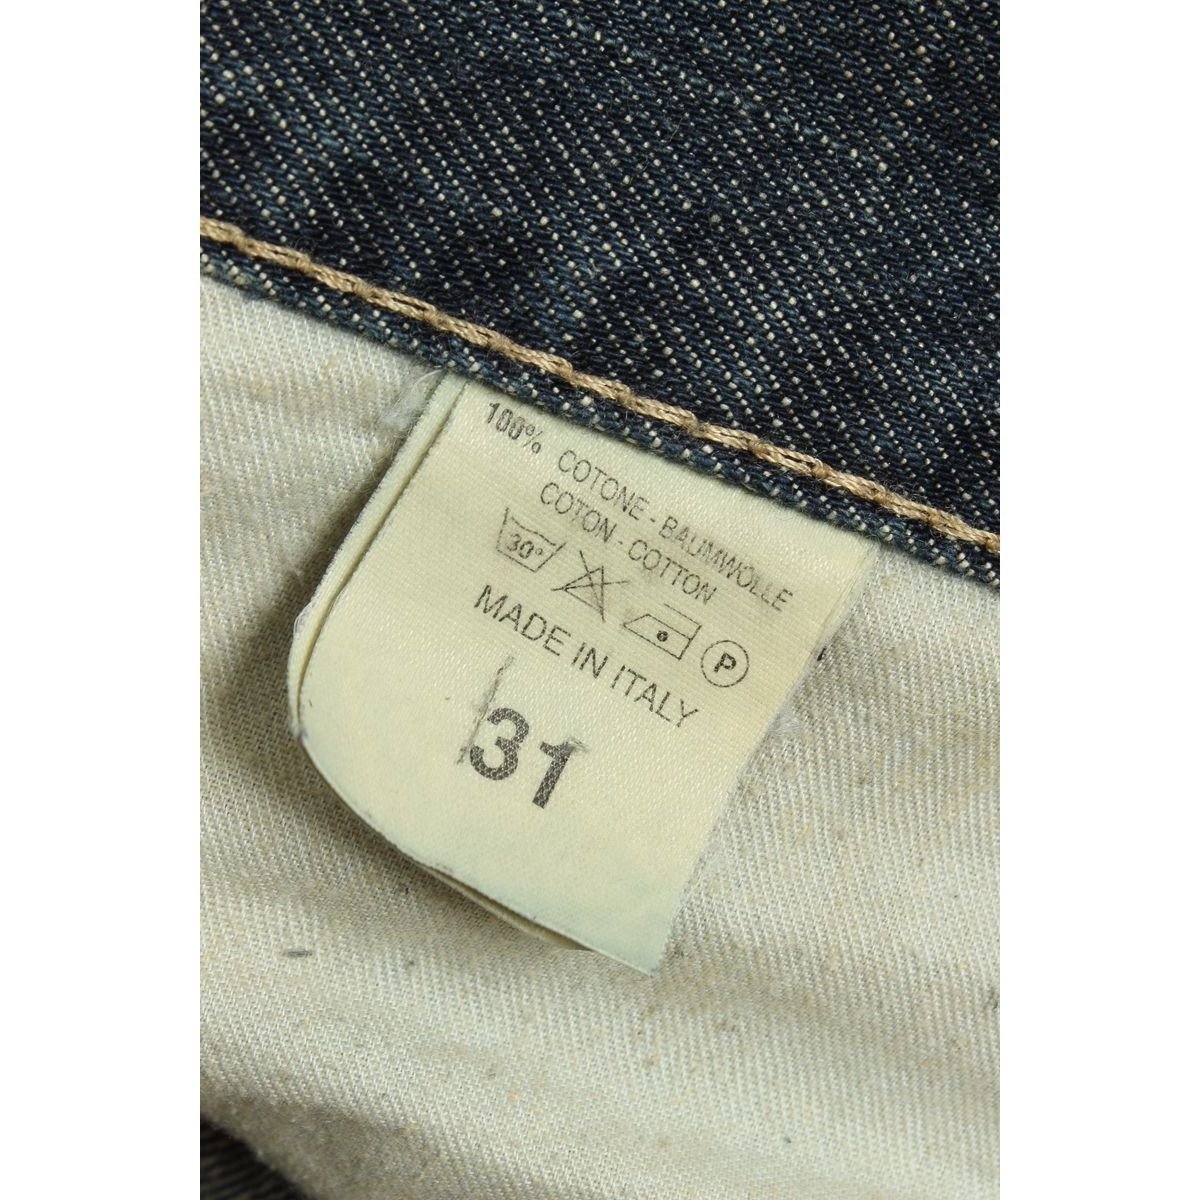 100% COTONE - BAUMWOLLE
COTON - COTTON
30° P
MADE IN ITALY
31